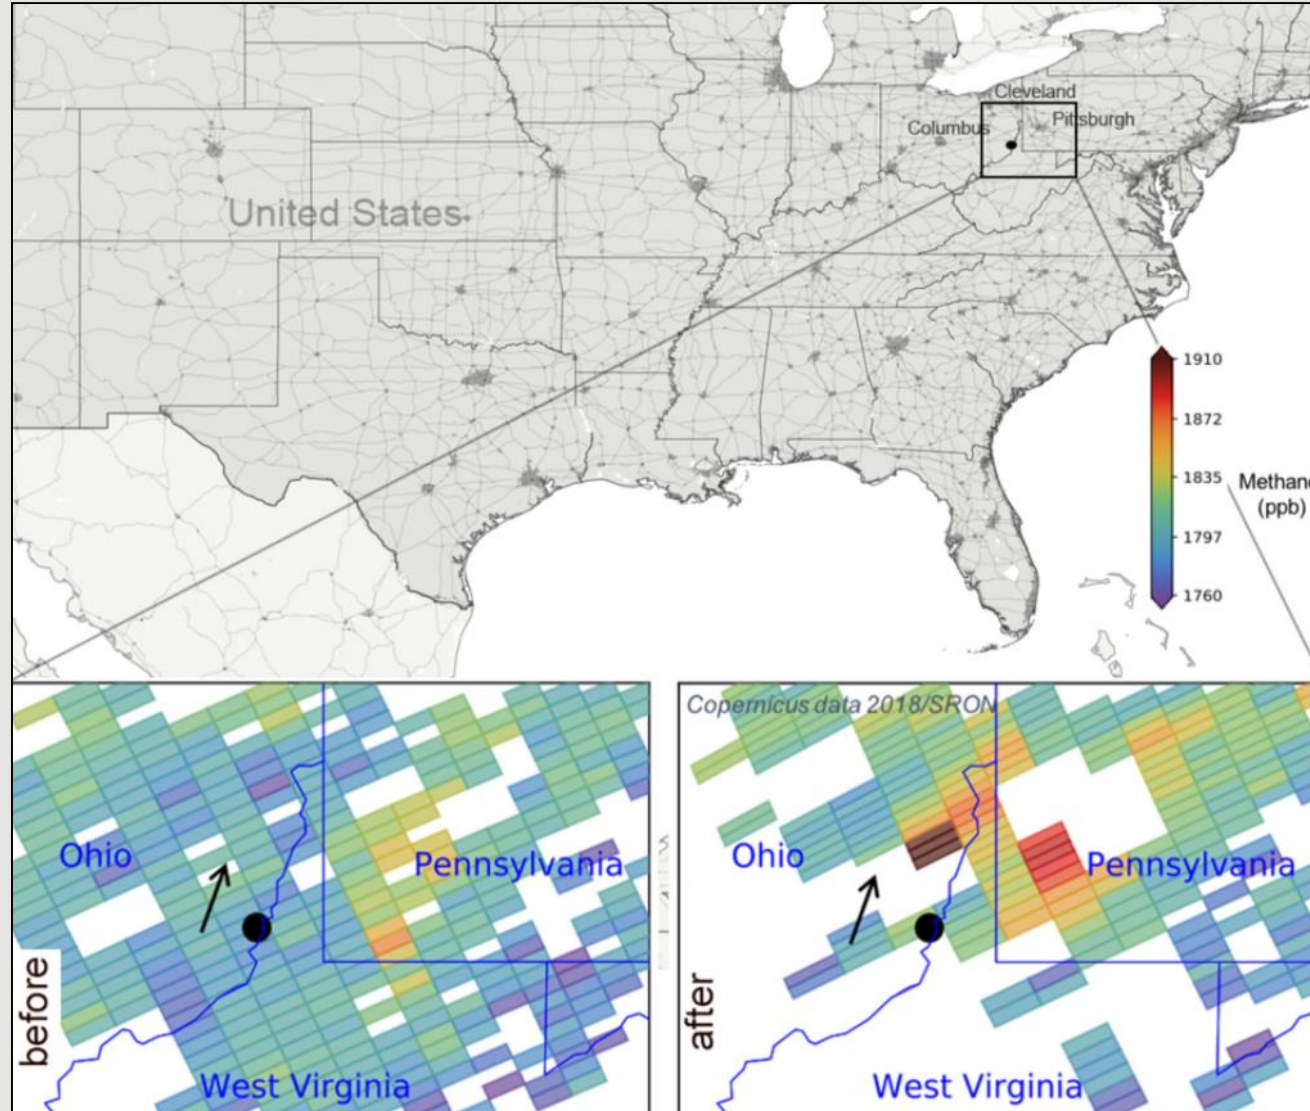 Cleveland
Columbus
Pittsburgh
United States
1910
1872
1835
Methan
(ppb)
1797
1760
Copernicus data 2018/SRON
Ohio
Pennsylvania
before
West Virginia
Ohio
Pennsylvania
after
West Virginia